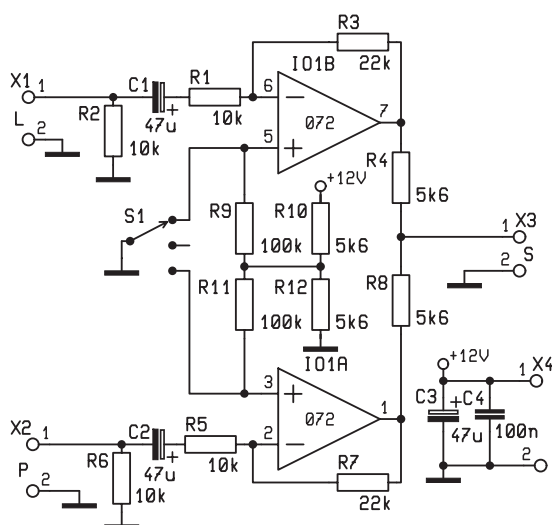 R3
IO1B
22k
X1 1
C1
R1
6
7
L 2
R2
47u
10k
072
10k
5
+12V
R4
5k6
S1
R9
R10
100k
5k6
1 X3
2 S
R11
R12
R8
100k
5k6
5k6
IO1A
+12V
1 X4
3
C3
C4
072
1
47u
100n
X2 1
C2
R5
2
2
P 2
R6
47u
10k
R7
10k
22k